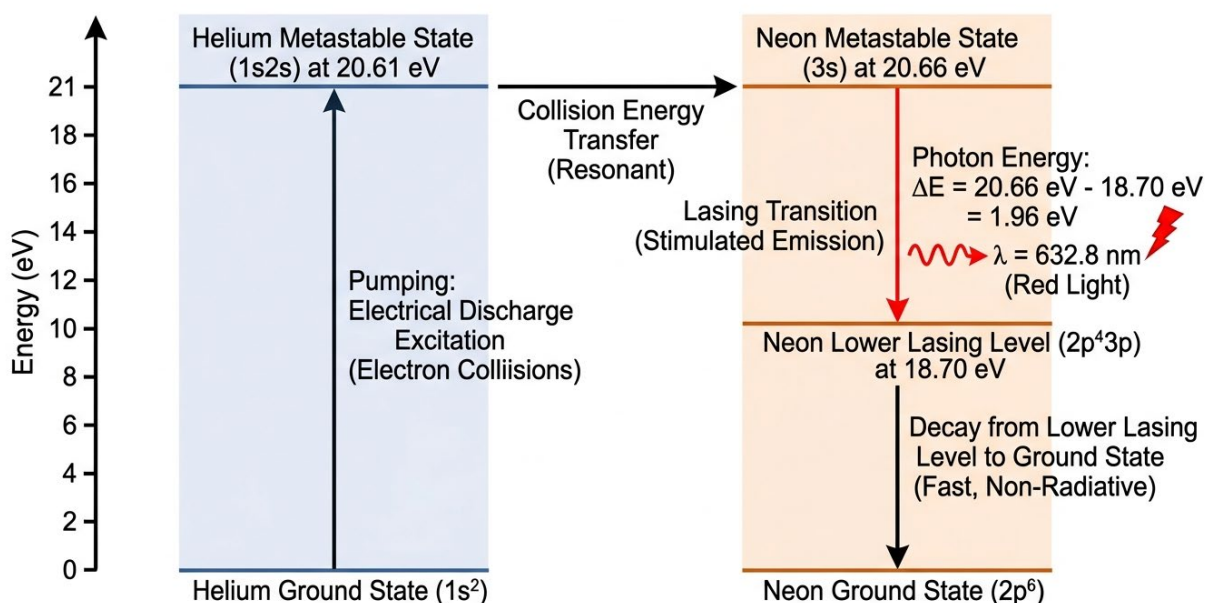 Energy (eV)
21
18
16
14
12
10
8
6
4
2
0
Helium Metastable State
(1s2s) at 20.61 eV
Pumping:
Electrical Discharge
Excitation
(Electron Colliisions)
Helium Ground State (1s²)
Collision Energy
Transfer
(Resonant)
Neon Metastable State
(3s) at 20.66 eV
Lasing Transition
(Stimulated Emission)
Photon Energy:
ΔE = 20.66 eV - 18.70 eV
= 1.96 eV
λ = 632.8 nm
(Red Light)
Neon Lower Lasing Level (2p⁴3p)
at 18.70 eV
Decay from Lower Lasing
Level to Ground State
(Fast, Non-Radiative)
Neon Ground State (2p⁶)